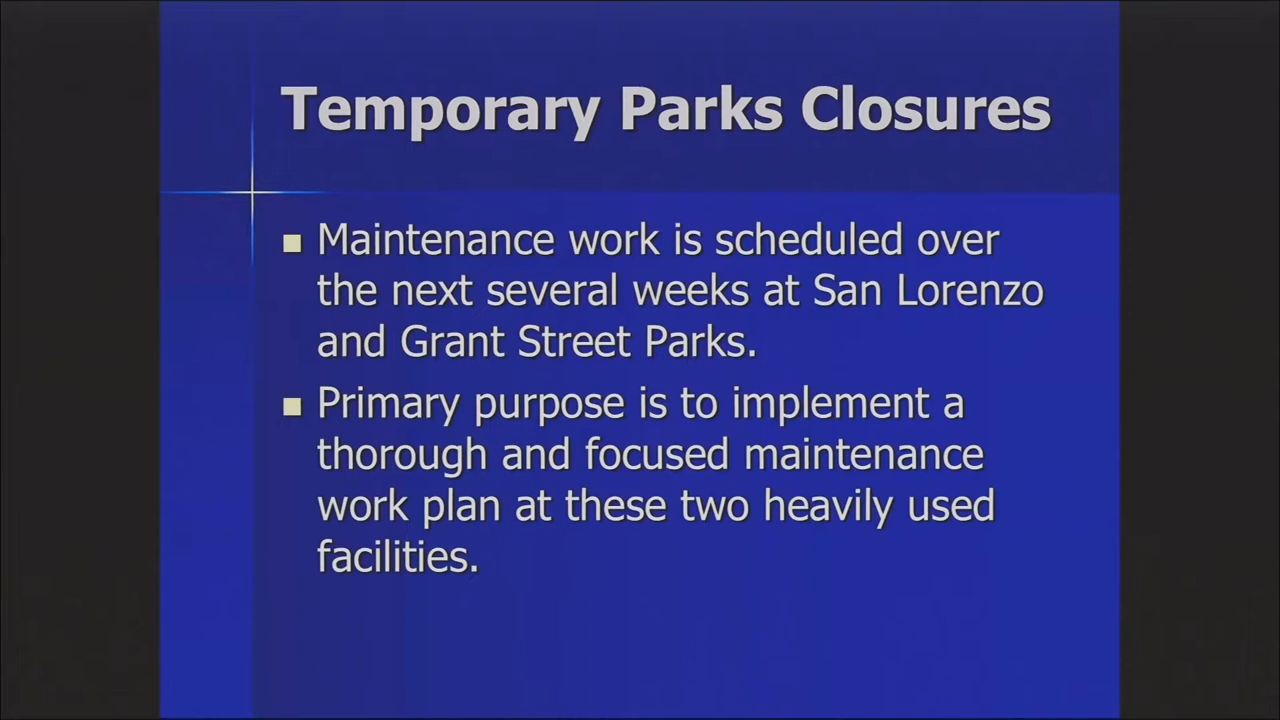 Temporary Parks Closures
Maintenance work is scheduled over
the next several weeks at San Lorenzo
and Grant Street Parks.
Primary purpose is to implement a
thorough and focused maintenance
work plan at these two heavily used
facilities.